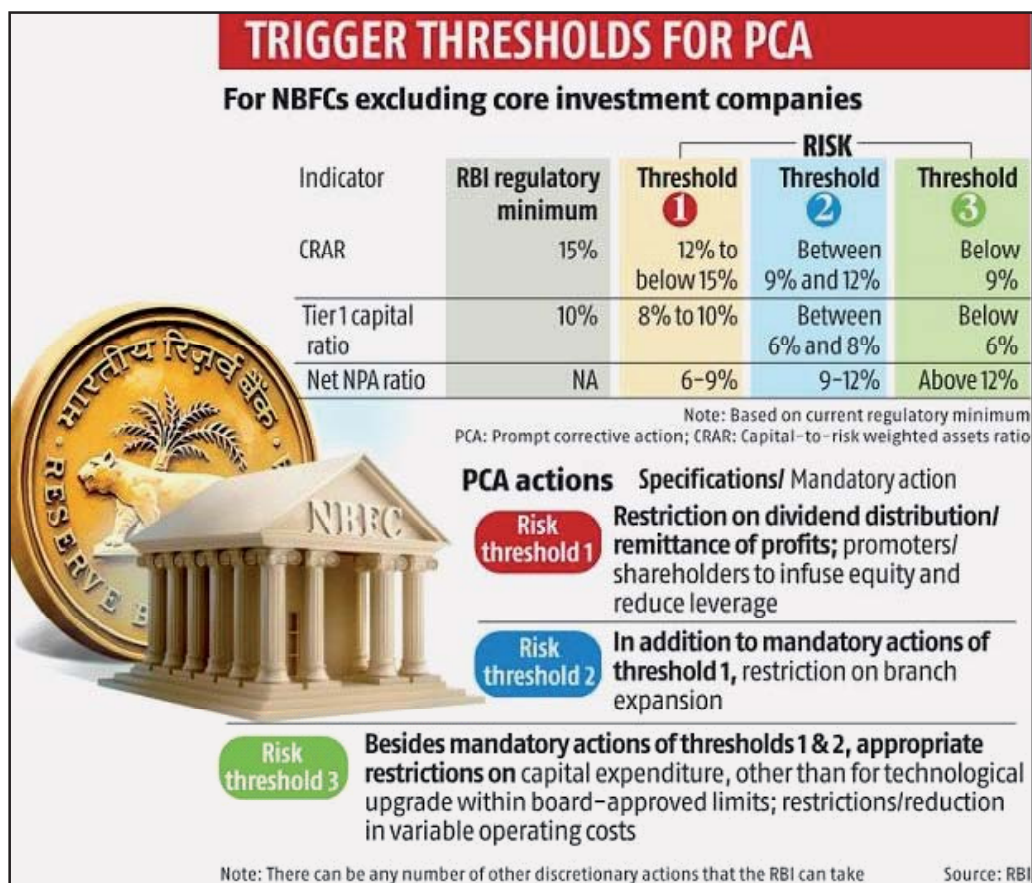 TRIGGER THRESHOLDS FOR PCA
For NBFCs excluding core investment companies
RISK
Indicator
RBI regulatory
minimum
Threshold
1
Threshold
2
Threshold
3
CRAR
15%
12% to
below 15%
Between
9% and 12%
Below
9%
Tier 1 capital
ratio
10%
8% to 10%
Between
6% and 8%
Below
6%
Net NPA ratio
NA
6-9%
9-12%
Above 12%
Note: Based on current regulatory minimum
PCA: Prompt corrective action; CRAR: Capital-to-risk weighted assets ratio
भारतीय रिज़र्व बैंक
RESERVE B
NBFC
PCA actions Specifications/ Mandatory action
Risk
threshold 1
Restriction on dividend distribution/
remittance of profits; promoters/
shareholders to infuse equity and
reduce leverage
Risk
threshold 2
In addition to mandatory actions of
threshold 1, restriction on branch
expansion
Risk
threshold 3
Besides mandatory actions of thresholds 1 & 2, appropriate
restrictions on capital expenditure, other than for technological
upgrade within board-approved limits; restrictions/reduction
in variable operating costs
Note: There can be any number of other discretionary actions that the RBI can take
Source: RBI